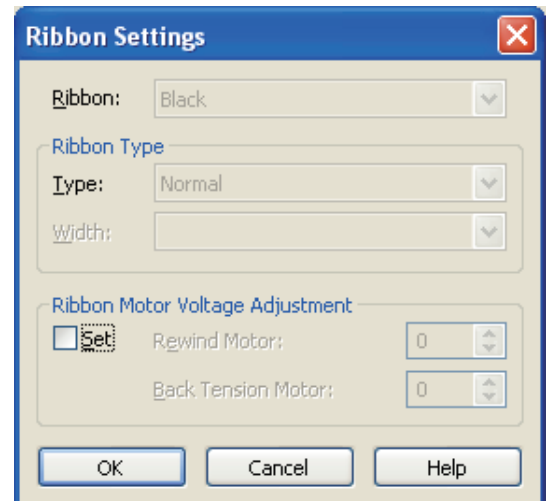 Ribbon Settings
Ribbon: Black
Ribbon Type
Type: Normal
Width:
Ribbon Motor Voltage Adjustment
Set Rewind Motor: 0
Back Tension Motor: 0
OK Cancel Help